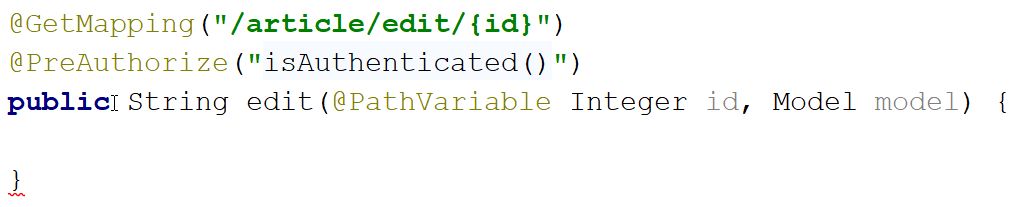 @GetMapping("/article/edit/{id}")
@PreAuthorize("isAuthenticated()")
public String edit(@PathVariable Integer id, Model model) {
}